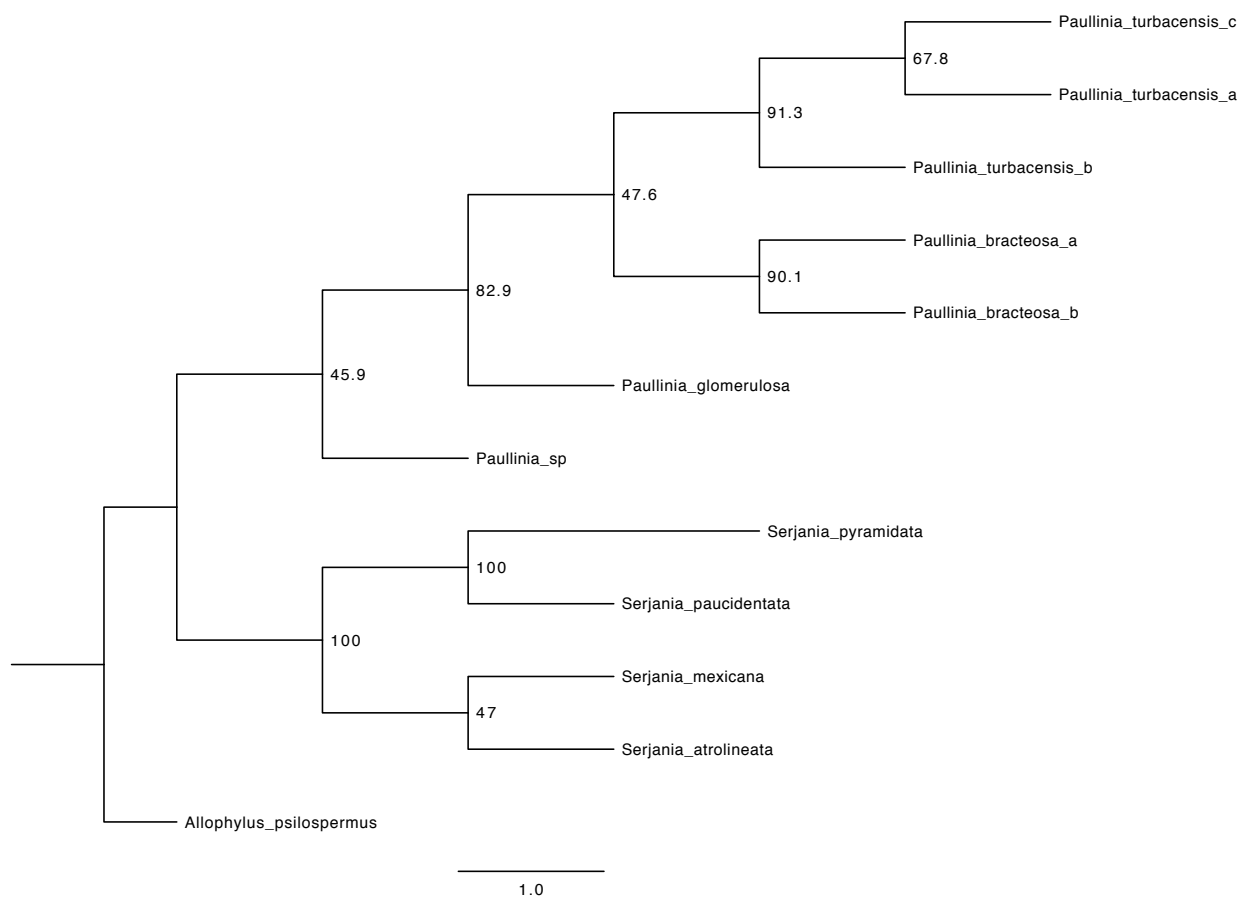 Paullinia_turbacensis_c
67.8
Paullinia_turbacensis_a
91.3
Paullinia_turbacensis_b
47.6
Paullinia_bracteosa_a
90.1
82.9
Paullinia_bracteosa_b
45.9
Paullinia_glomerulosa
Paullinia_sp
Serjania_pyramidata
100
Serjania_paucidentata
100
Serjania_mexicana
47
Serjania_atrolineata
Allophylus_psilospermus
1.0